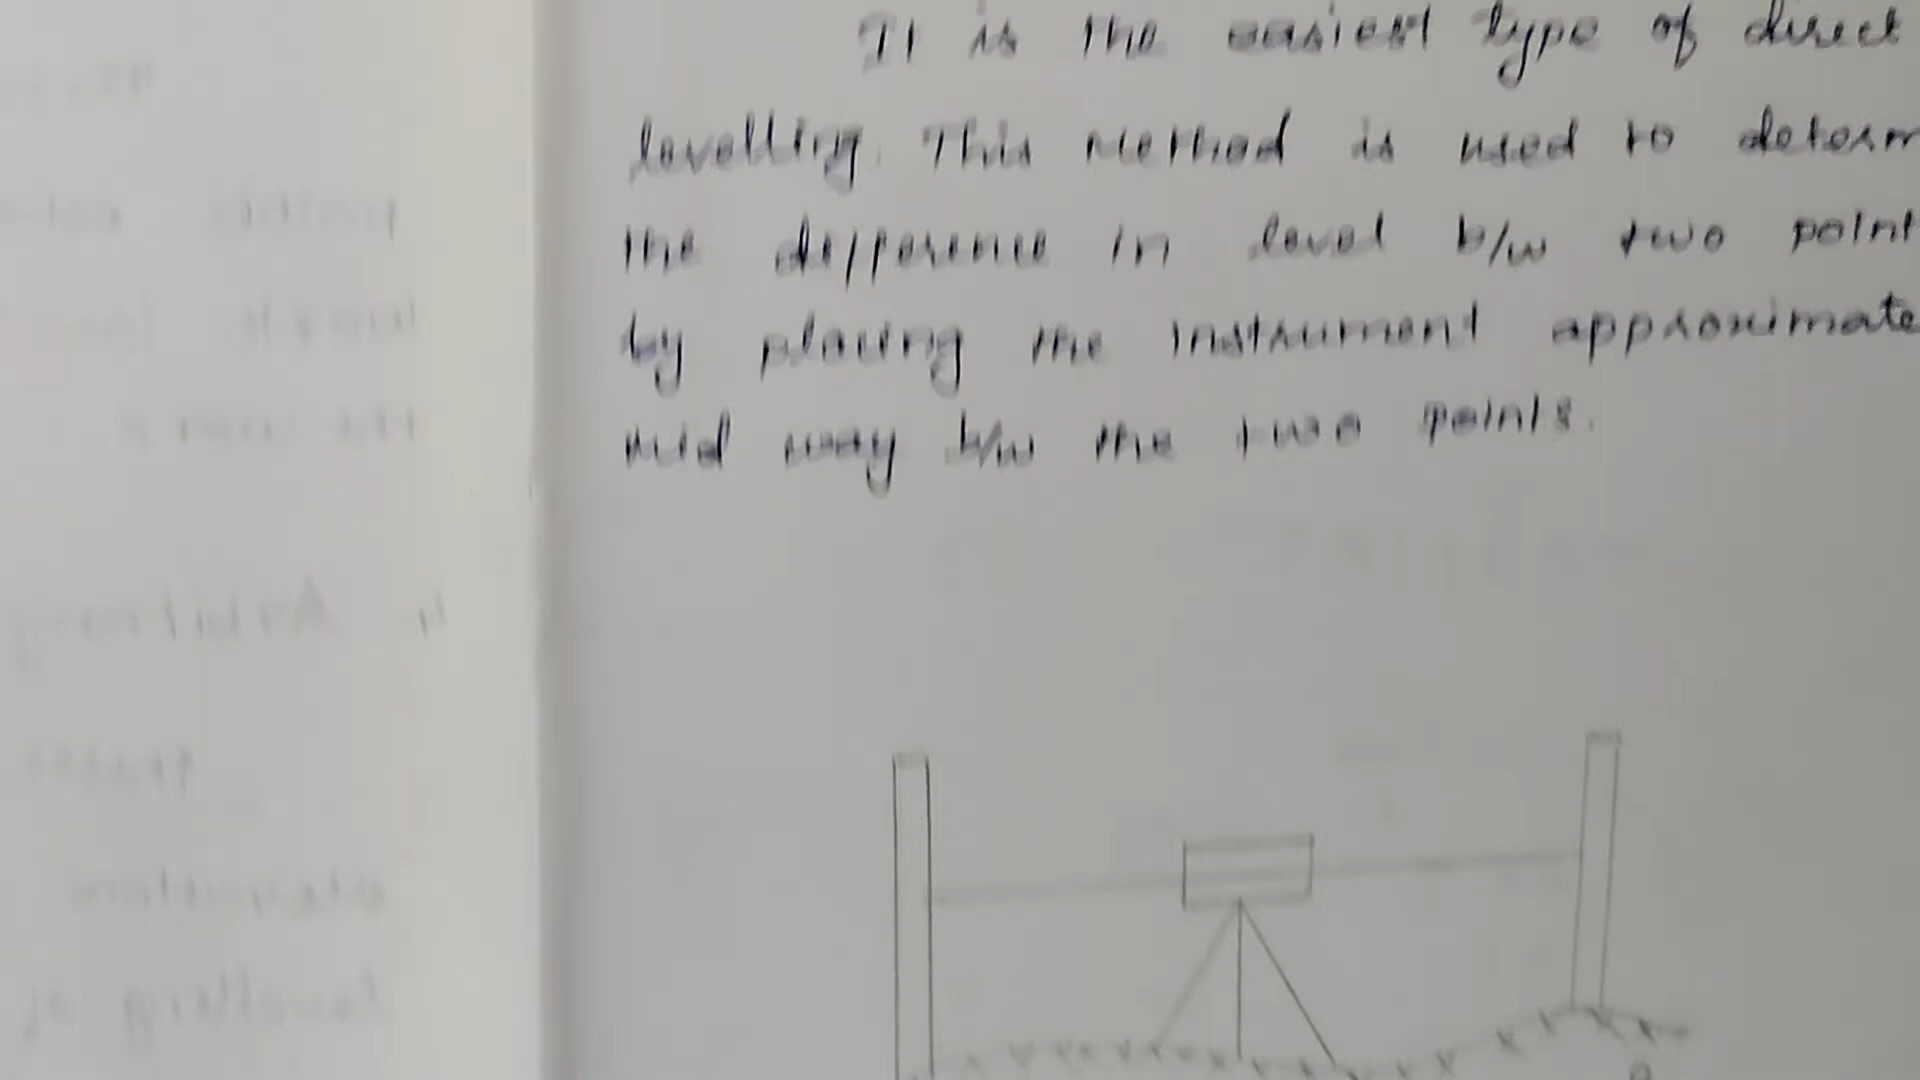 It is the easiest type of direct
levelling. This method is used to determ
the difference in level b/w two point
by placing the instrument approximate
mid way b/w the two points.